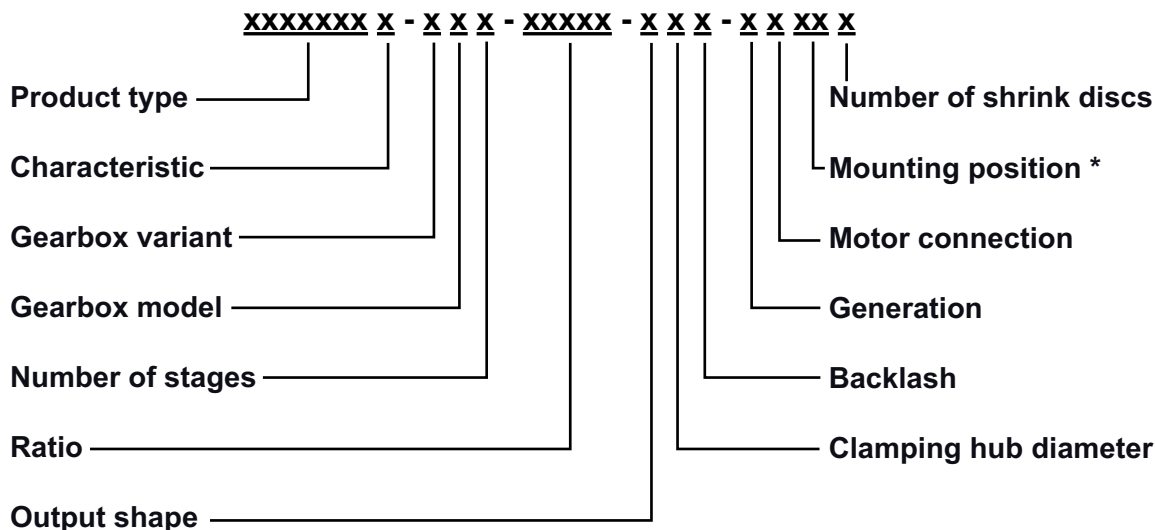 xxxxxxx x - x x x - xxxxx - x x x - x x xx x
Product type
Number of shrink discs
Characteristic
Mounting position *
Gearbox variant
Motor connection
Gearbox model
Generation
Number of stages
Backlash
Ratio
Clamping hub diameter
Output shape